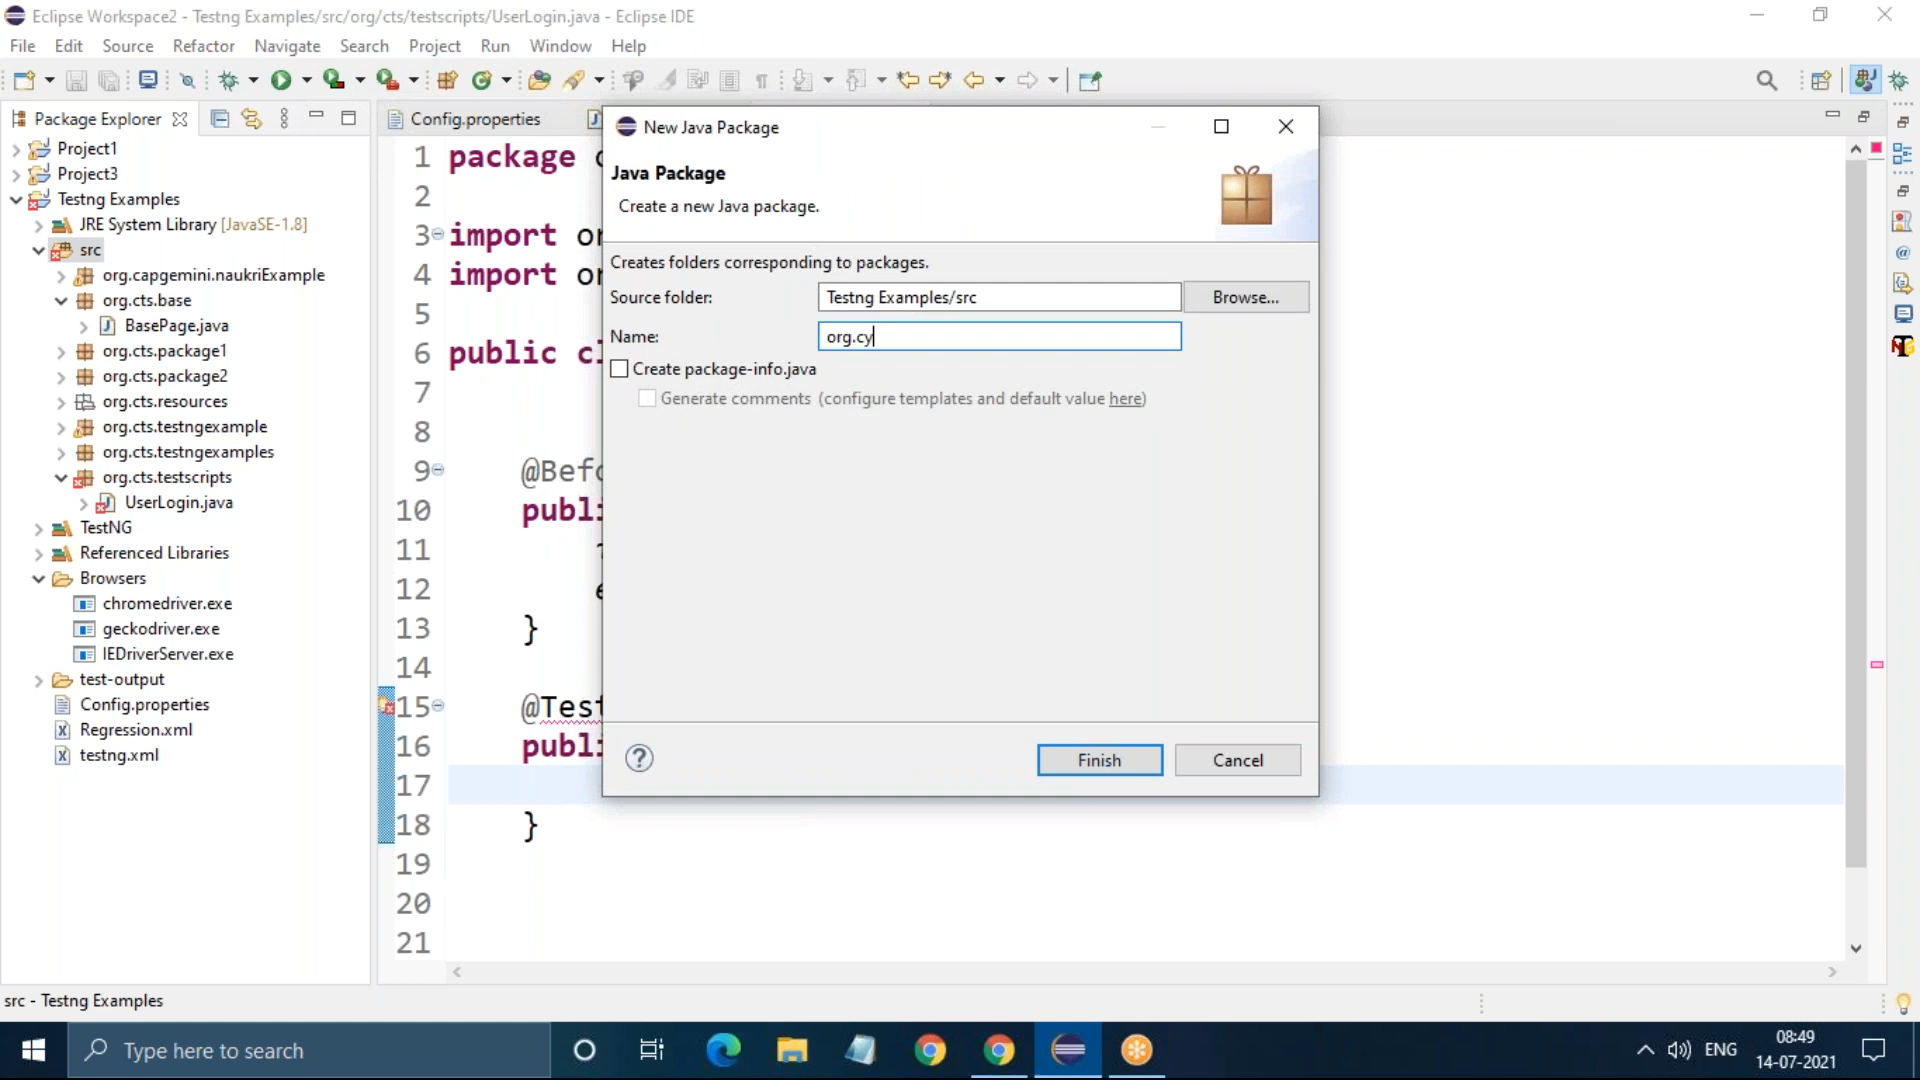 Eclipse Workspace2 - Testng Examples/src/org/cts/testscripts/UserLogin.java - Eclipse IDE
File Edit Source Refactor Navigate Search Project Run Window Help
Package Explorer
Project1
Project3
Testng Examples
JRE System Library [JavaSE-1.8]
src
org.capgemini.naukriExample
org.cts.base
BasePage.java
org.cts.package1
org.cts.package2
org.cts.resources
org.cts.testngexample
org.cts.testngexamples
org.cts.testscripts
UserLogin.java
TestNG
Referenced Libraries
Browsers
chromedriver.exe
geckodriver.exe
IEDriverServer.exe
test-output
Config.properties
Regression.xml
testng.xml
Config.properties
1 package
2
3 import
4 import
5
6 public
7
8
9 @Befo
10 publi
11
12
13 }
14
15 @Test
16 publi
17
18 }
19
20
21
New Java Package
Java Package
Create a new Java package.
Creates folders corresponding to packages.
Source folder: Testng Examples/src Browse...
Name: org.cy
Create package-info.java
Generate comments (configure templates and default value here)
Finish Cancel
src - Testng Examples
Type here to search
ENG
08:49
14-07-2021